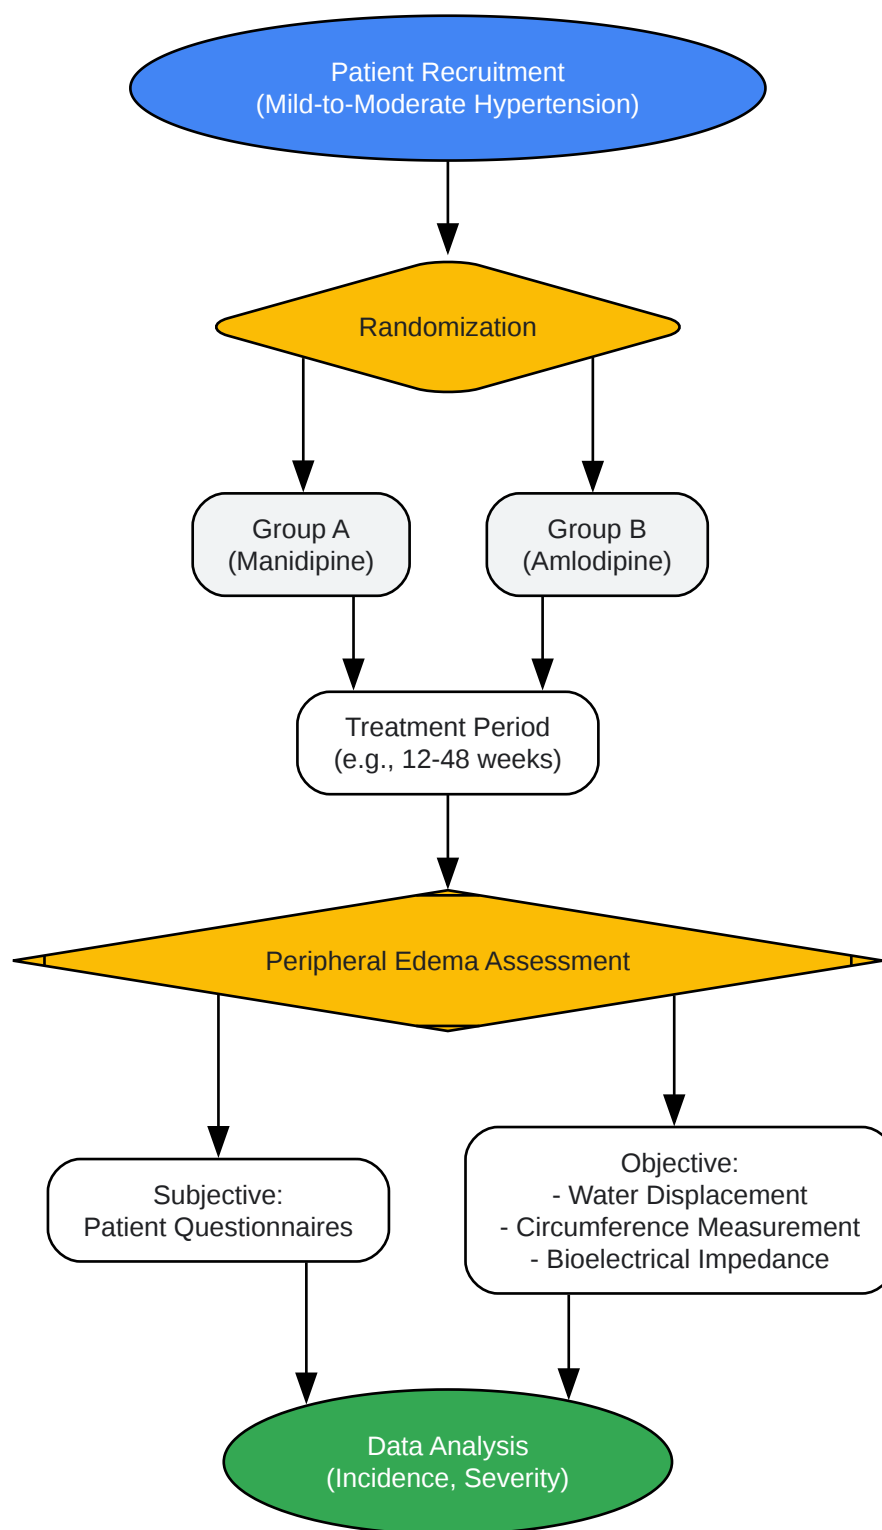 Patient Recruitment
(Mild-to-Moderate Hypertension)
Randomization
Group A
(Manidipine)
Group B
(Amlodipine)
Treatment Period
(e.g., 12-48 weeks)
Peripheral Edema Assessment
Subjective:
Patient Questionnaires
Objective:
- Water Displacement
- Circumference Measurement
- Bioelectrical Impedance
Data Analysis
(Incidence, Severity)